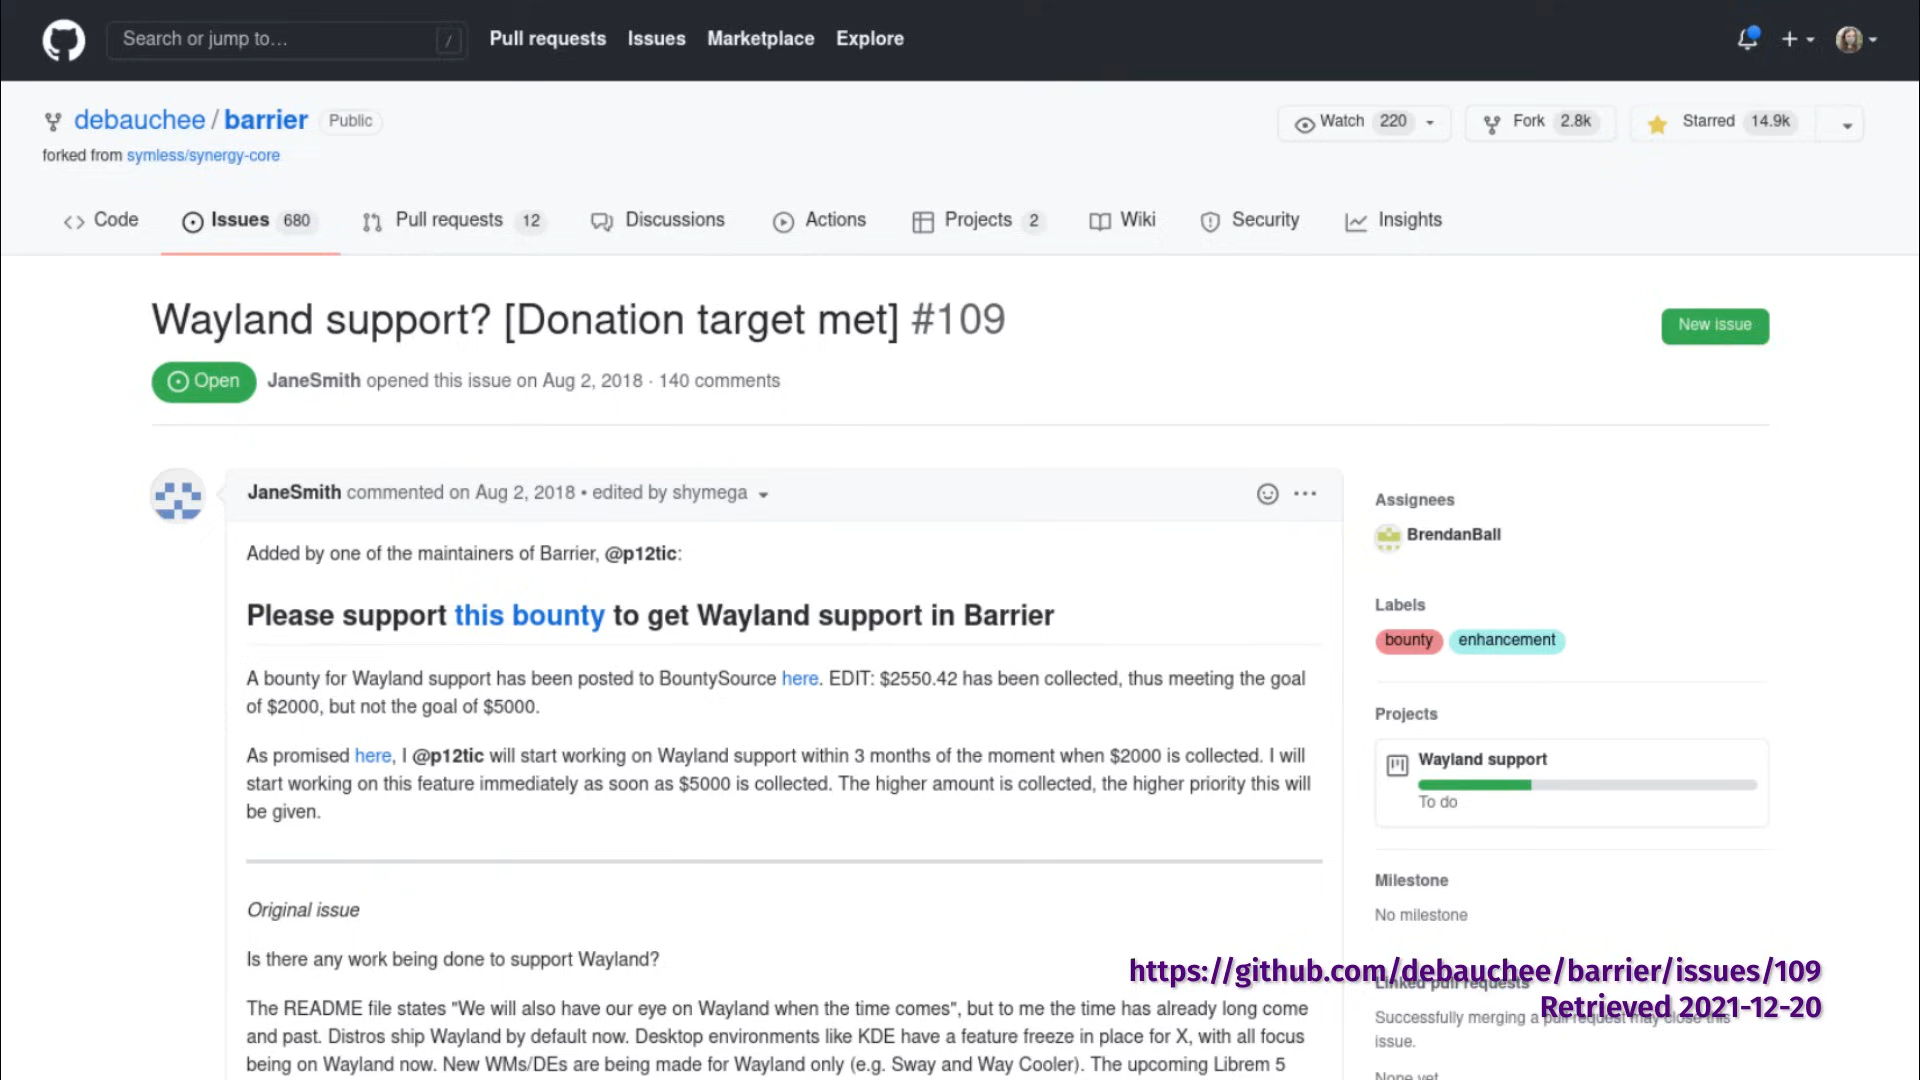 Search or jump to... /
Pull requests Issues Marketplace Explore
debauchee / barrier Public
Watch 220 Fork 2.8k Starred 14.9k
forked from symless/synergy-core
Code Issues 680 Pull requests 12 Discussions Actions Projects 2 Wiki Security Insights
Wayland support? [Donation target met] #109
New issue
Open JaneSmith opened this issue on Aug 2, 2018 · 140 comments
JaneSmith commented on Aug 2, 2018 • edited by shymega
Added by one of the maintainers of Barrier, @p12tic:
Please support this bounty to get Wayland support in Barrier
A bounty for Wayland support has been posted to BountySource here. EDIT: $2550.42 has been collected, thus meeting the goal
of $2000, but not the goal of $5000.
As promised here, I @p12tic will start working on Wayland support within 3 months of the moment when $2000 is collected. I will
start working on this feature immediately as soon as $5000 is collected. The higher amount is collected, the higher priority this will
be given.
Original issue
Is there any work being done to support Wayland?
The README file states "We will also have our eye on Wayland when the time comes", but to me the time has already long come
and past. Distros ship Wayland by default now. Desktop environments like KDE have a feature freeze in place for X, with all focus
being on Wayland now. New WMs/DEs are being made for Wayland only (e.g. Sway and Way Cooler). The upcoming Librem 5
Assignees
BrendanBall
Labels
bounty enhancement
Projects
Wayland support
To do
Milestone
No milestone
https://github.com/debauchee/barrier/issues/109
Linked pull requests
Retrieved 2021-12-20
Successfully merging a pull request may close this
issue.
None yet